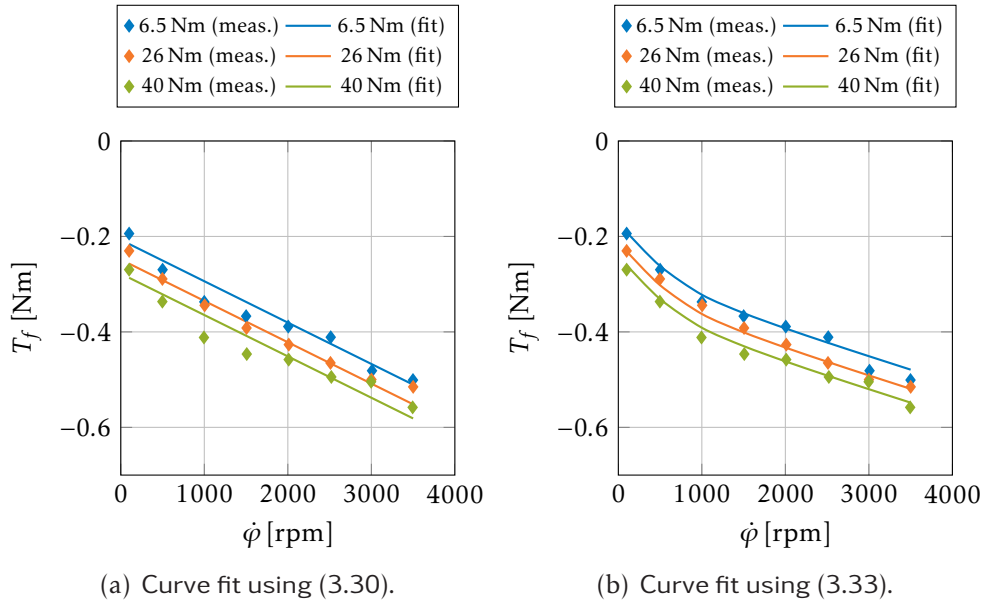 6.5 Nm (meas.) 6.5 Nm (fit)
26 Nm (meas.) 26 Nm (fit)
40 Nm (meas.) 40 Nm (fit)
0
−0.2
−0.4
−0.6
T_f [Nm]
0 1000 2000 3000 4000
φ̇ [rpm]
(a) Curve fit using (3.30).
6.5 Nm (meas.) 6.5 Nm (fit)
26 Nm (meas.) 26 Nm (fit)
40 Nm (meas.) 40 Nm (fit)
0
−0.2
−0.4
−0.6
T_f [Nm]
0 1000 2000 3000 4000
φ̇ [rpm]
(b) Curve fit using (3.33).